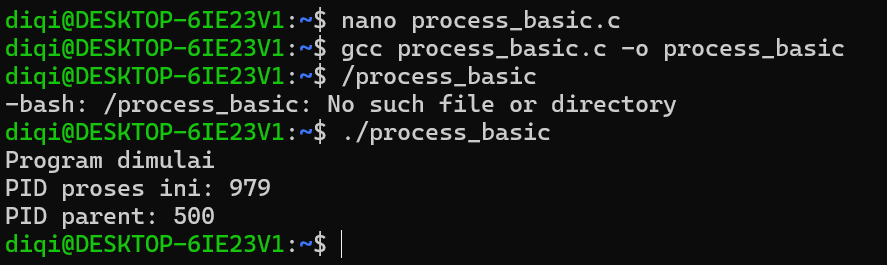 diqi@DESKTOP-6IE23V1:~$ nano process_basic.c
diqi@DESKTOP-6IE23V1:~$ gcc process_basic.c -o process_basic
diqi@DESKTOP-6IE23V1:~$ /process_basic
-bash: /process_basic: No such file or directory
diqi@DESKTOP-6IE23V1:~$ ./process_basic
Program dimulai
PID proses ini: 979
PID parent: 500
diqi@DESKTOP-6IE23V1:~$